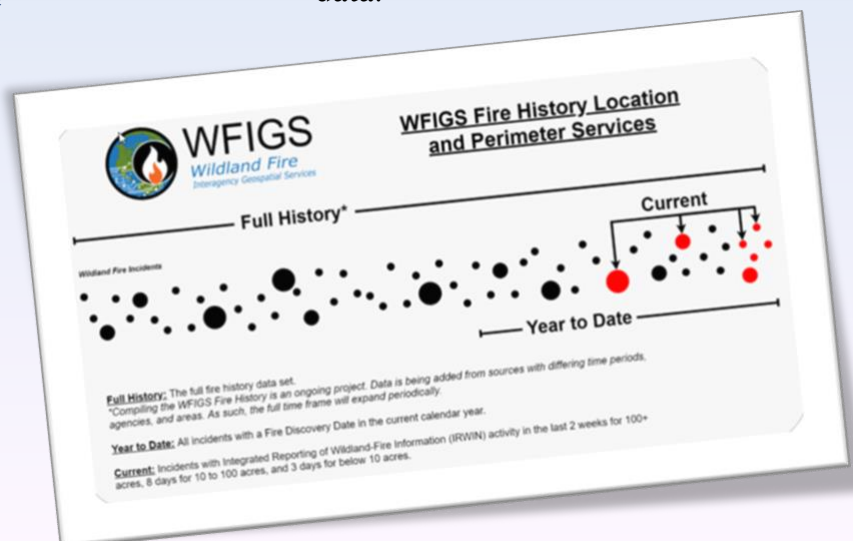 WFIGS
Wildland Fire
Interagency Geospatial Services
WFIGS Fire History Location
and Perimeter Services
Full History*
Current
Wildland Fire Incidents
Year to Date
Full History: The full fire history data set.
*Compiling the WFIGS Fire History is an ongoing project. Data is being added from sources with differing time periods,
agencies, and areas. As such, the full time frame will expand periodically.
Year to Date: All incidents with a Fire Discovery Date in the current calendar year.
Current: Incidents with Integrated Reporting of Wildland-Fire Information (IRWIN) activity in the last 2 weeks for 100+
acres, 8 days for 10 to 100 acres, and 3 days for below 10 acres.